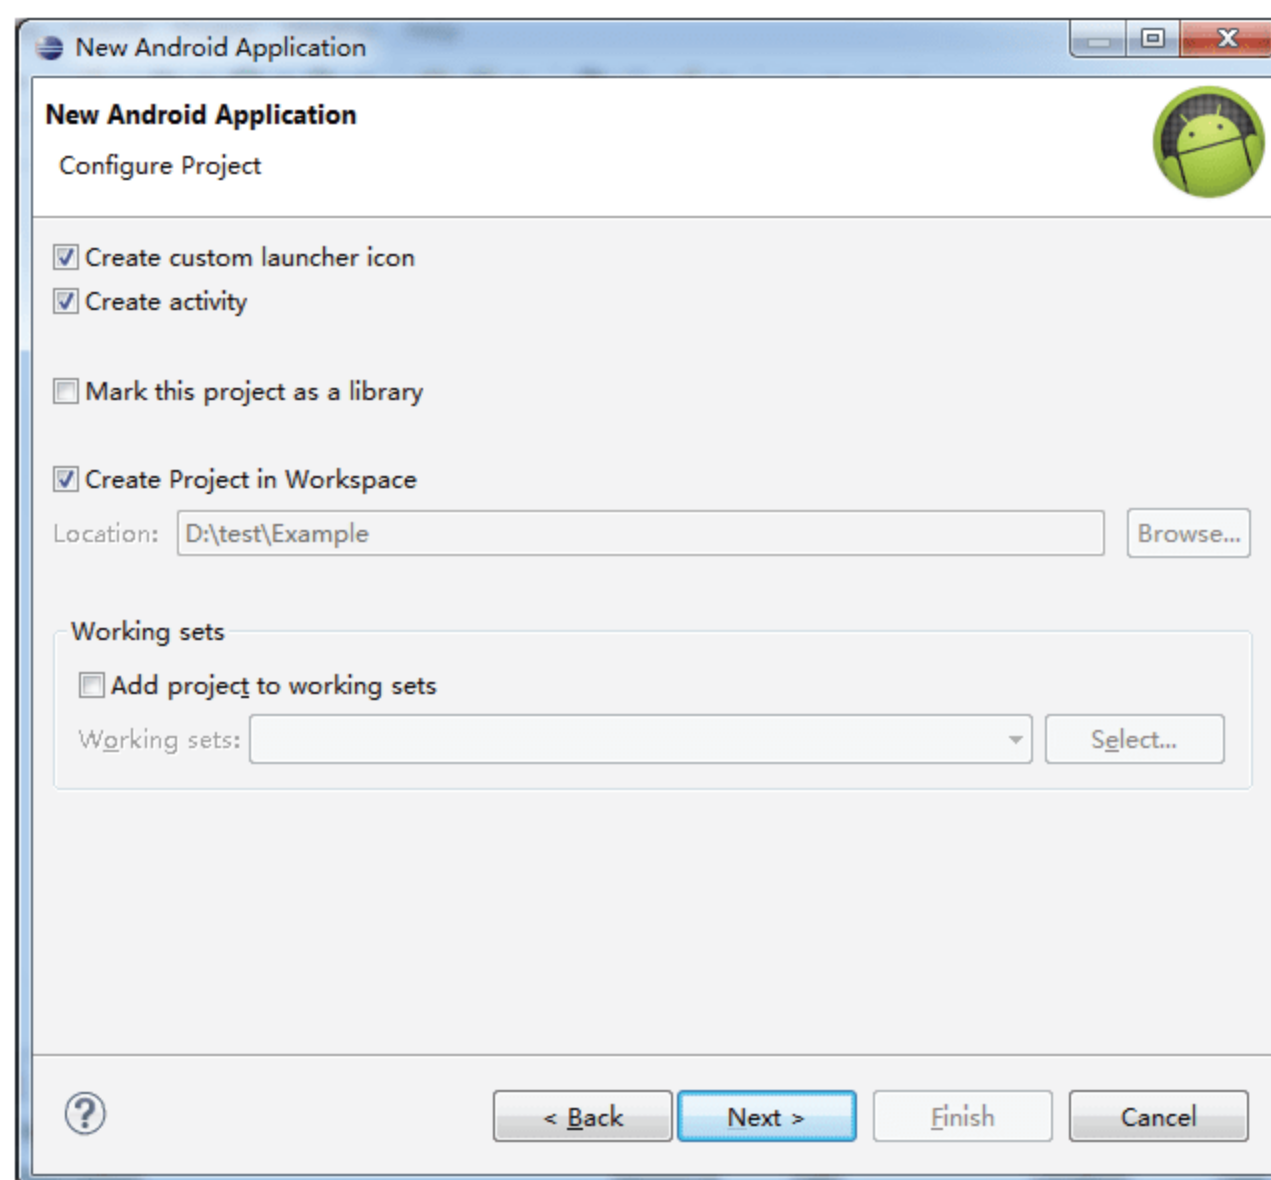 New Android Application
New Android Application
Configure Project
Create custom launcher icon
Create activity
Mark this project as a library
Create Project in Workspace
Location: D:\test\Example Browse...
Working sets
Add project to working sets
Working sets: Select...
? < Back Next > Finish Cancel